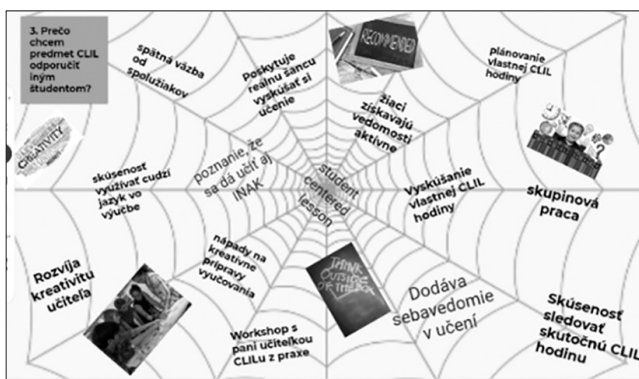 3. Prečo
chcem
predmet CLIL
odporučiť
iným
študentom?
spätná väzba
od
spolužiakov
Poskytuje
reálnu šancu
vyskúšať si
učenie
RECOMMENDED
plánovanie
vlastnej CLIL
hodiny
žiaci
získavajú
vedomosti
aktívne
CREATIVITY
skúsenosť
využívať cudzí
jazyk vo
výučbe
poznanie, že
sa dá učiť aj
INAK
student
centered
lesson
Vyskúšanie
vlastnej CLIL
hodiny
skupinová
praca
Rozvíja
kreativitu
učiteľa
nápady na
kreatívne
prípravy
vyučovania
THINK
OUTSIDE
OF THE BOX
Workshop s
pani učiteľkou
CLILu z praxe
Dodáva
sebavedomie
v učení
Skúsenosť
sledovať
skutočnú CLIL
hodinu